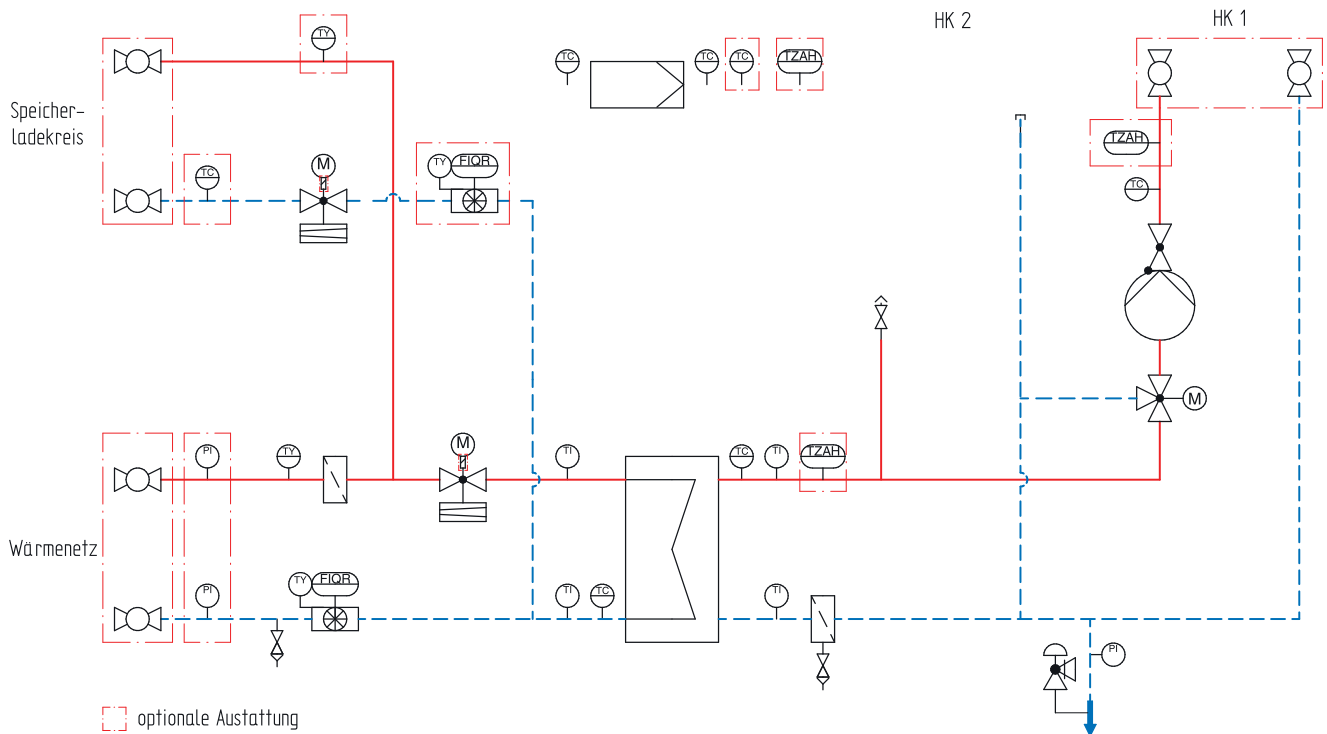 HK 2
HK 1
TY
TC
TC
TC
TZAH
Speicher-
ladekreis
TZAH
TC
M
TY
FIQR
TC
M
PI
TY
M
TI
TC
TI
TZAH
Wärmenetz
PI
TY
FIQR
TI
TC
TI
PI
optionale Austattung